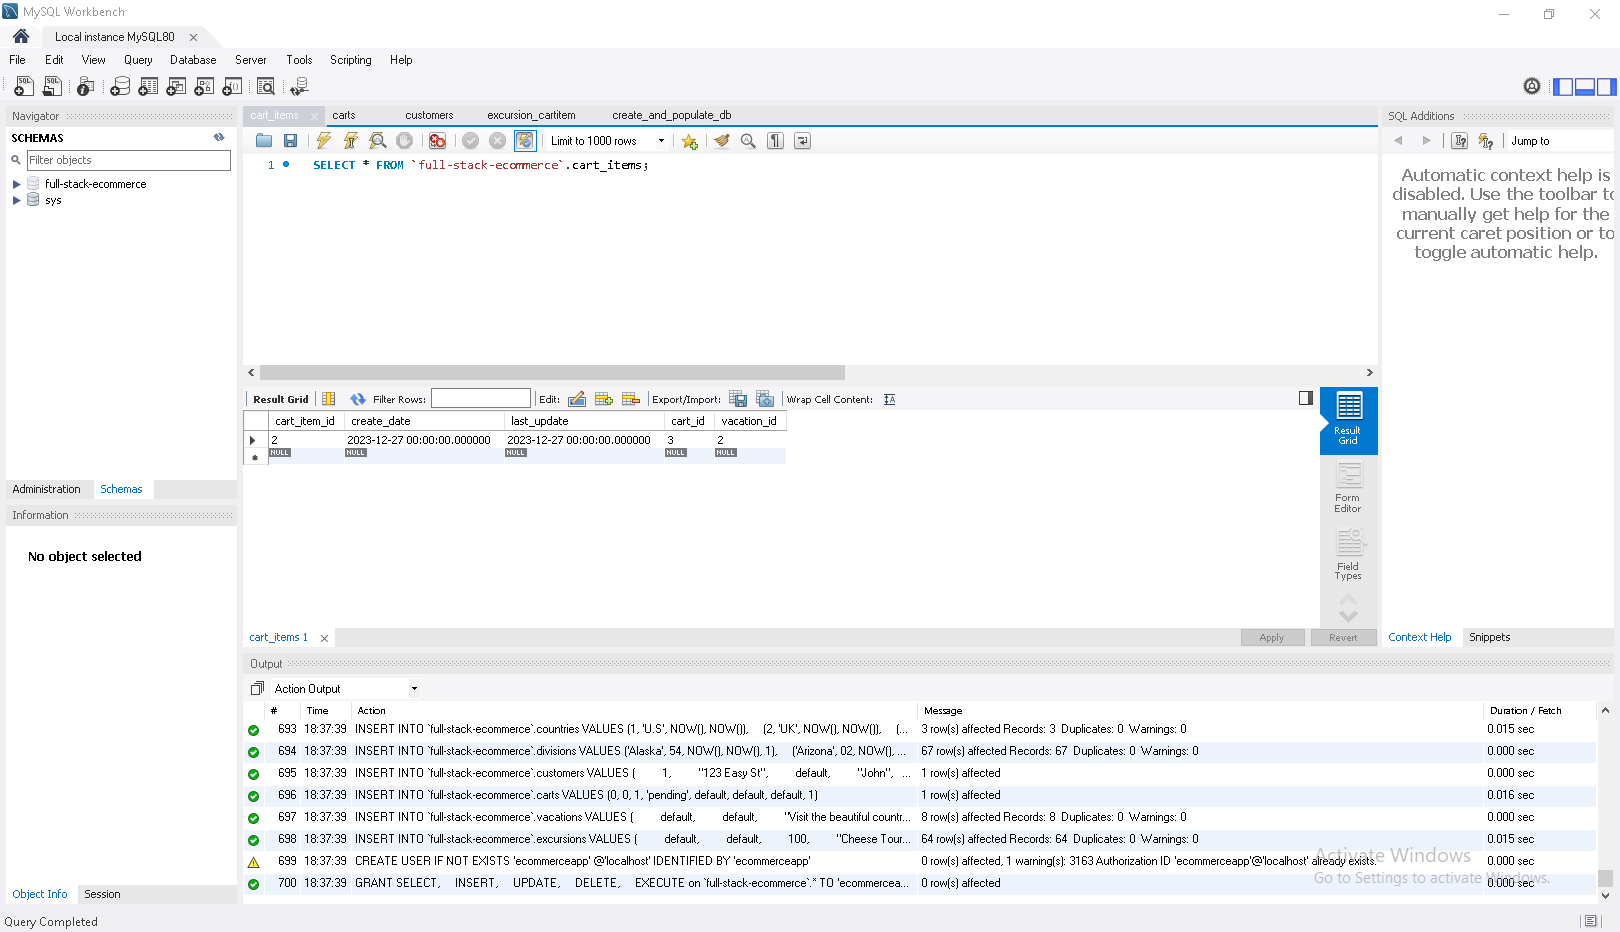 MySQL Workbench
Local instance MySQL80
File Edit View Query Database Server Tools Scripting Help
Navigator
SCHEMAS
Filter objects
full-stack-ecommerce
sys
Administration Schemas
Information
No object selected
Object Info Session
cart_items carts customers excursion_cartitem create_and_populate_db
Limit to 1000 rows
1 SELECT * FROM `full-stack-ecommerce`.cart_items;
Result Grid Filter Rows: Edit: Export/Import: Wrap Cell Content:
cart_item_id create_date last_update cart_id vacation_id
2 2023-12-27 00:00:00.000000 2023-12-27 00:00:00.000000 3 2
NULL NULL NULL NULL NULL
Result Grid
Form Editor
Field Types
cart_items 1
Apply Revert
SQL Additions
Jump to
Automatic context help is
disabled. Use the toolbar to
manually get help for the
current caret position or to
toggle automatic help.
Context Help Snippets
Output
Action Output
# Time Action Message Duration / Fetch
693 18:37:39 INSERT INTO `full-stack-ecommerce`.countries VALUES (1, 'U.S', NOW(), NOW()), (2, 'UK', NOW(), NOW()), (... 3 row(s) affected Records: 3 Duplicates: 0 Warnings: 0 0.015 sec
694 18:37:39 INSERT INTO `full-stack-ecommerce`.divisions VALUES ('Alaska', 54, NOW(), NOW(), 1), ('Arizona', 02, NOW(), ... 67 row(s) affected Records: 67 Duplicates: 0 Warnings: 0 0.000 sec
695 18:37:39 INSERT INTO `full-stack-ecommerce`.customers VALUES ( 1, "123 Easy St", default, "John", ... 1 row(s) affected 0.000 sec
696 18:37:39 INSERT INTO `full-stack-ecommerce`.carts VALUES (0, 0, 1, 'pending', default, default, default, 1) 1 row(s) affected 0.016 sec
697 18:37:39 INSERT INTO `full-stack-ecommerce`.vacations VALUES ( default, default, "Visit the beautiful countr... 8 row(s) affected Records: 8 Duplicates: 0 Warnings: 0 0.000 sec
698 18:37:39 INSERT INTO `full-stack-ecommerce`.excursions VALUES ( default, default, 100, "Cheese Tour... 64 row(s) affected Records: 64 Duplicates: 0 Warnings: 0 0.015 sec
699 18:37:39 CREATE USER IF NOT EXISTS 'ecommerceapp'@'localhost' IDENTIFIED BY 'ecommerceapp' 0 row(s) affected, 1 warning(s): 3163 Authorization ID 'ecommerceapp'@'localhost' already exists. 0.000 sec
700 18:37:39 GRANT SELECT, INSERT, UPDATE, DELETE, EXECUTE on `full-stack-ecommerce`.* TO 'ecommercea... 0 row(s) affected 0.000 sec
Activate Windows
Go to Settings to activate Windows.
Query Completed